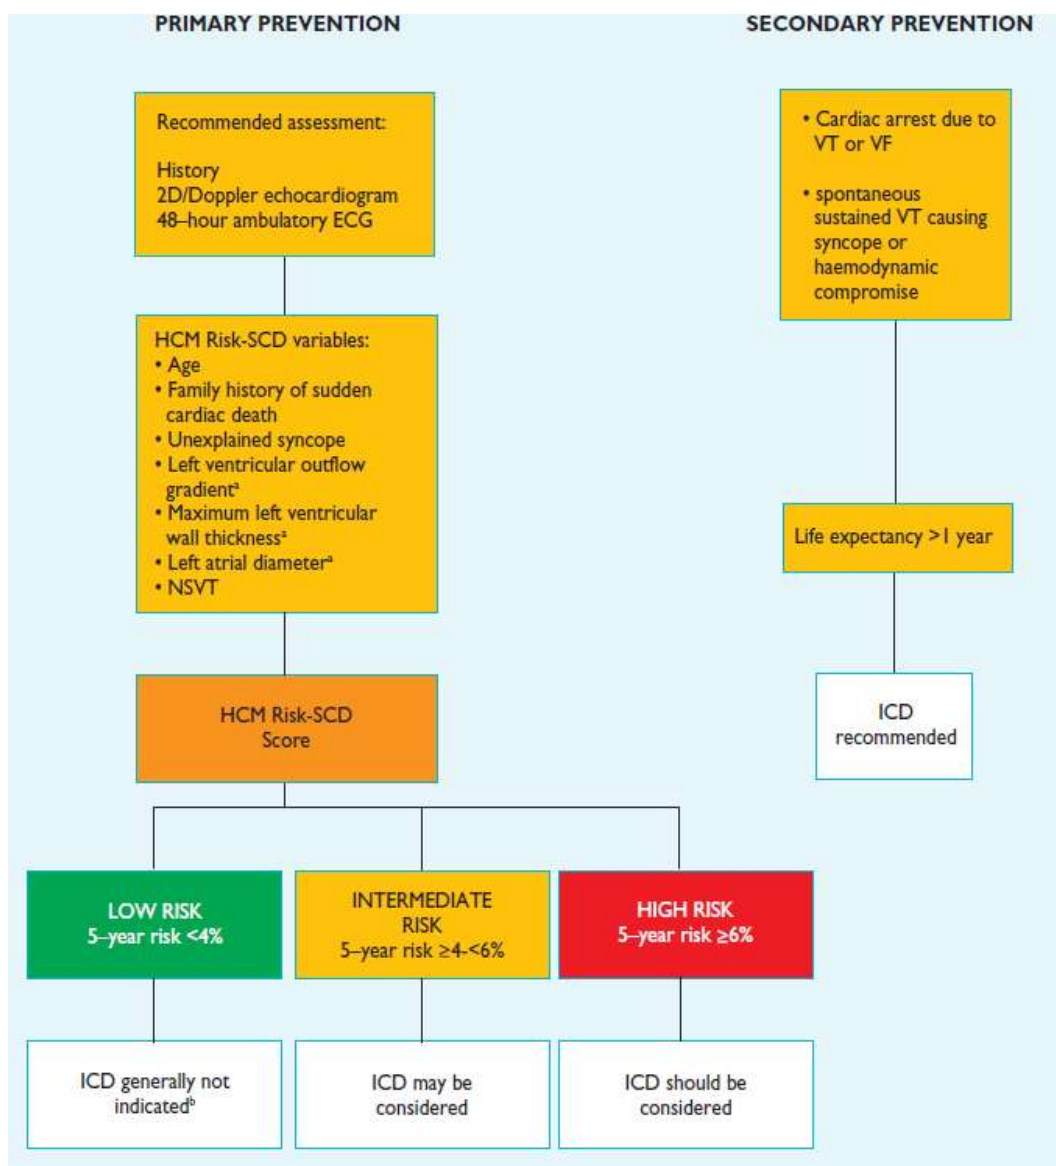 PRIMARY PREVENTION
SECONDARY PREVENTION
Recommended assessment:
History
2D/Doppler echocardiogram
48–hour ambulatory ECG
• Cardiac arrest due to
VT or VF
• spontaneous
sustained VT causing
syncope or
haemodynamic
compromise
HCM Risk-SCD variables:
• Age
• Family history of sudden
cardiac death
• Unexplained syncope
• Left ventricular outflow
gradientᵃ
• Maximum left ventricular
wall thicknessᵃ
• Left atrial diameterᵃ
• NSVT
Life expectancy >1 year
HCM Risk-SCD
Score
ICD
recommended
LOW RISK
5–year risk <4%
INTERMEDIATE
RISK
5–year risk ≥4-<6%
HIGH RISK
5–year risk ≥6%
ICD generally not
indicatedᵇ
ICD may be
considered
ICD should be
considered